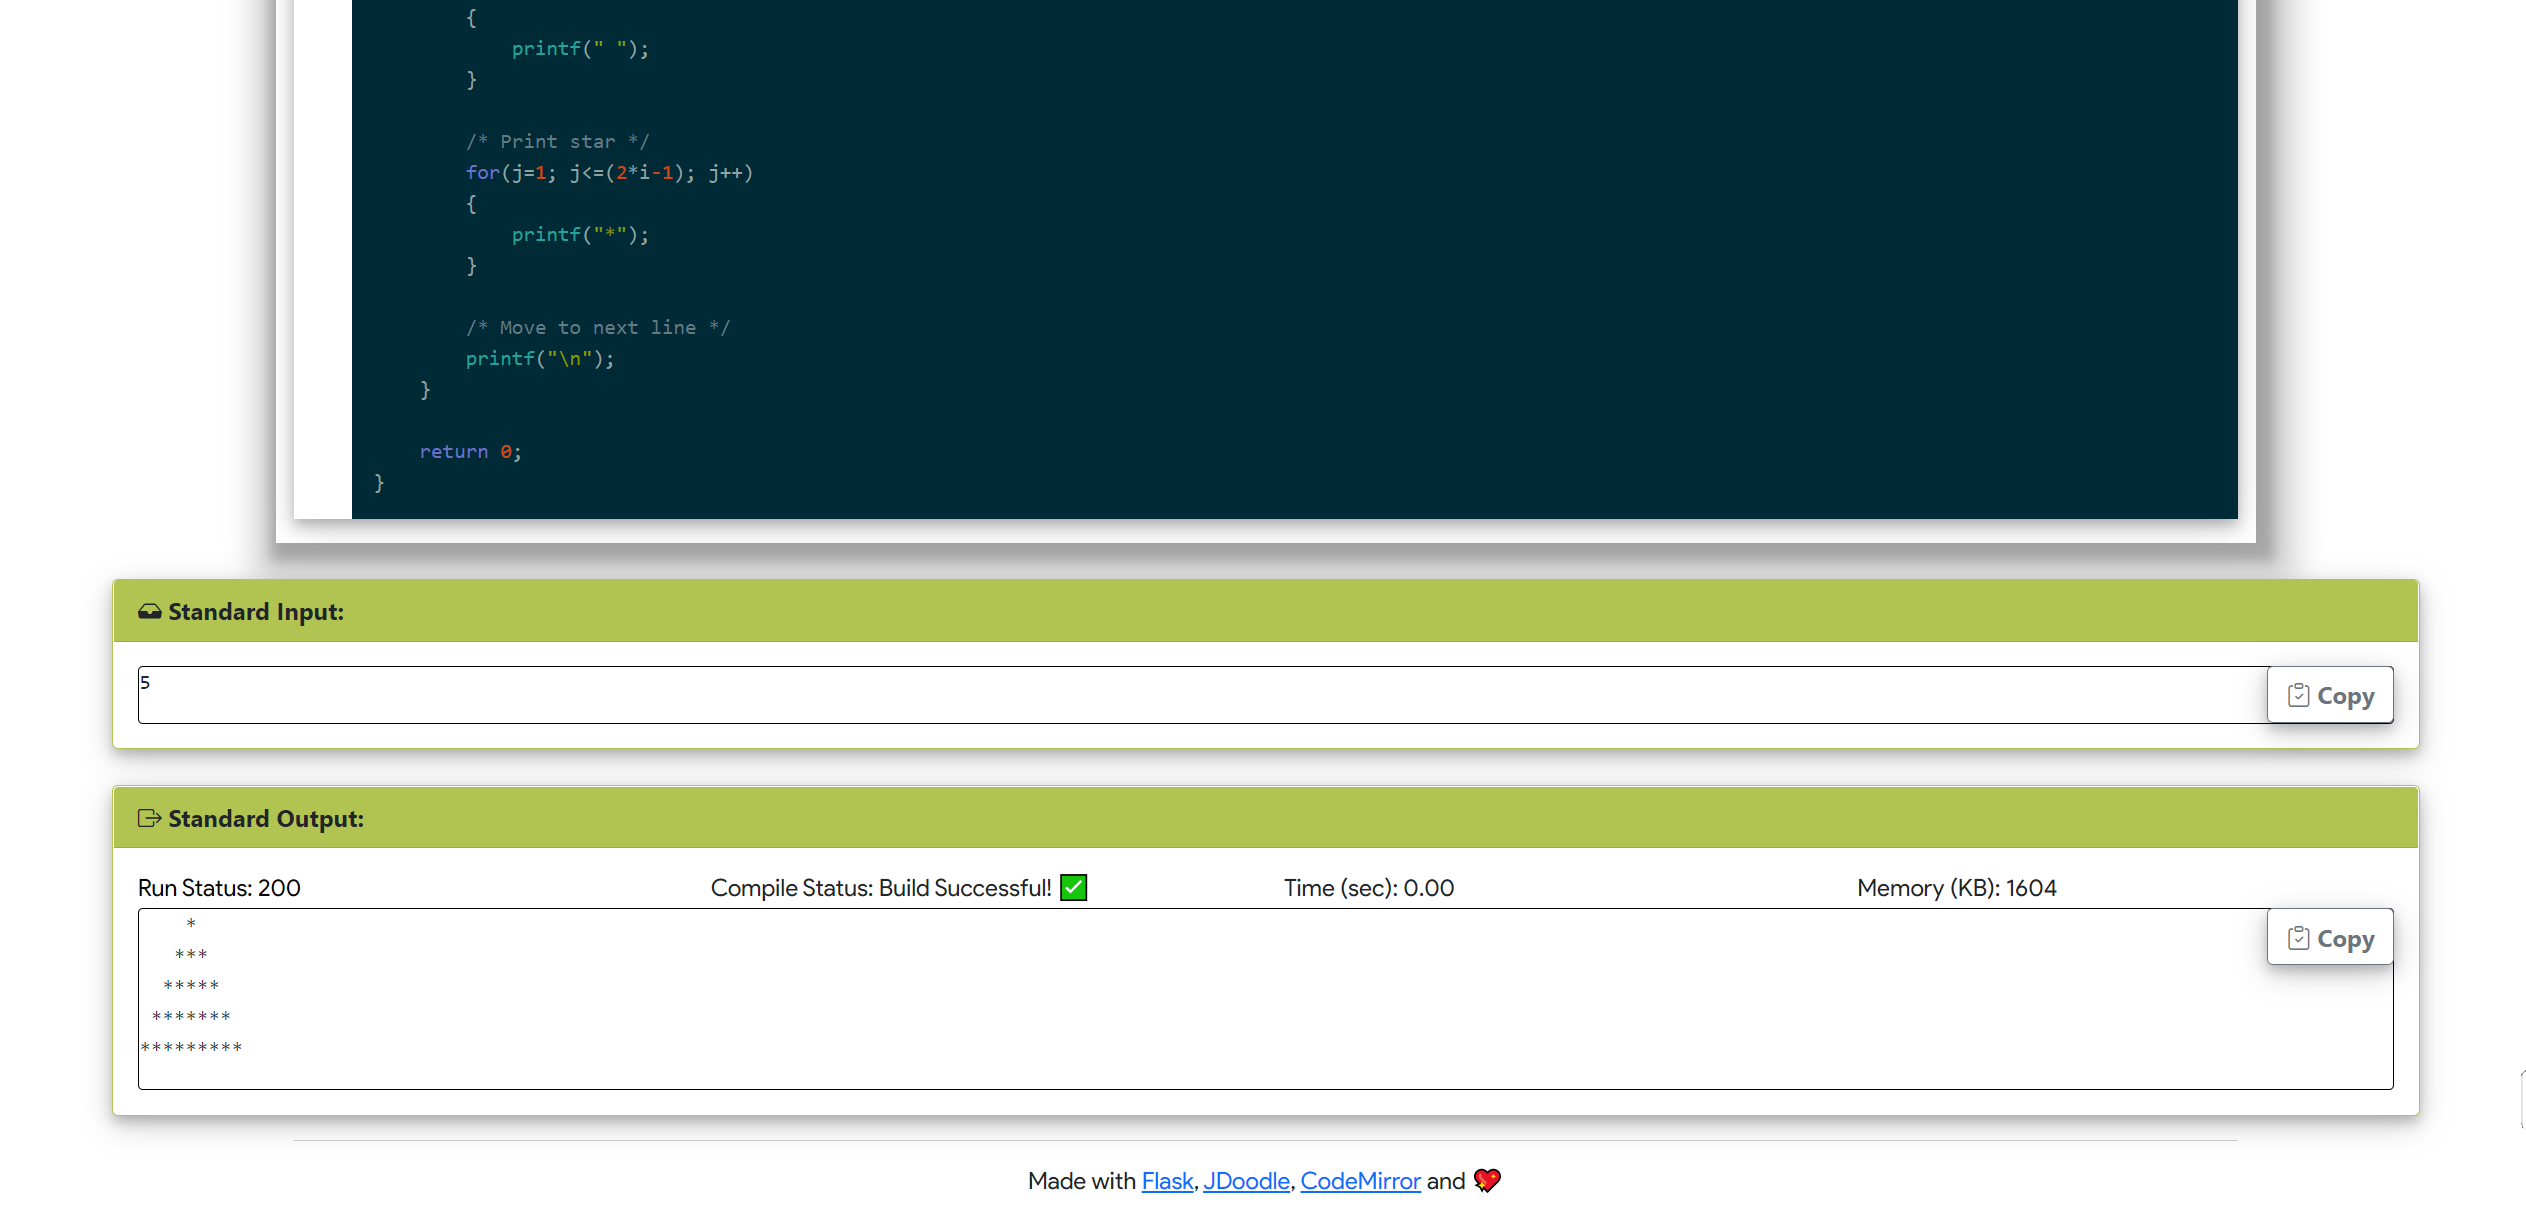 {
printf(" ");
}
/* Print star */
for(j=1; j<=(2*i-1); j++)
{
printf("*");
}
/* Move to next line */
printf("\n");
}
return 0;
}
Standard Input:
5
Copy
Standard Output:
Run Status: 200 Compile Status: Build Successful! ✅ Time (sec): 0.00 Memory (KB): 1604
Copy
    *
   ***
  *****
 *******
*********
Made with Flask, JDoodle, CodeMirror and 💖